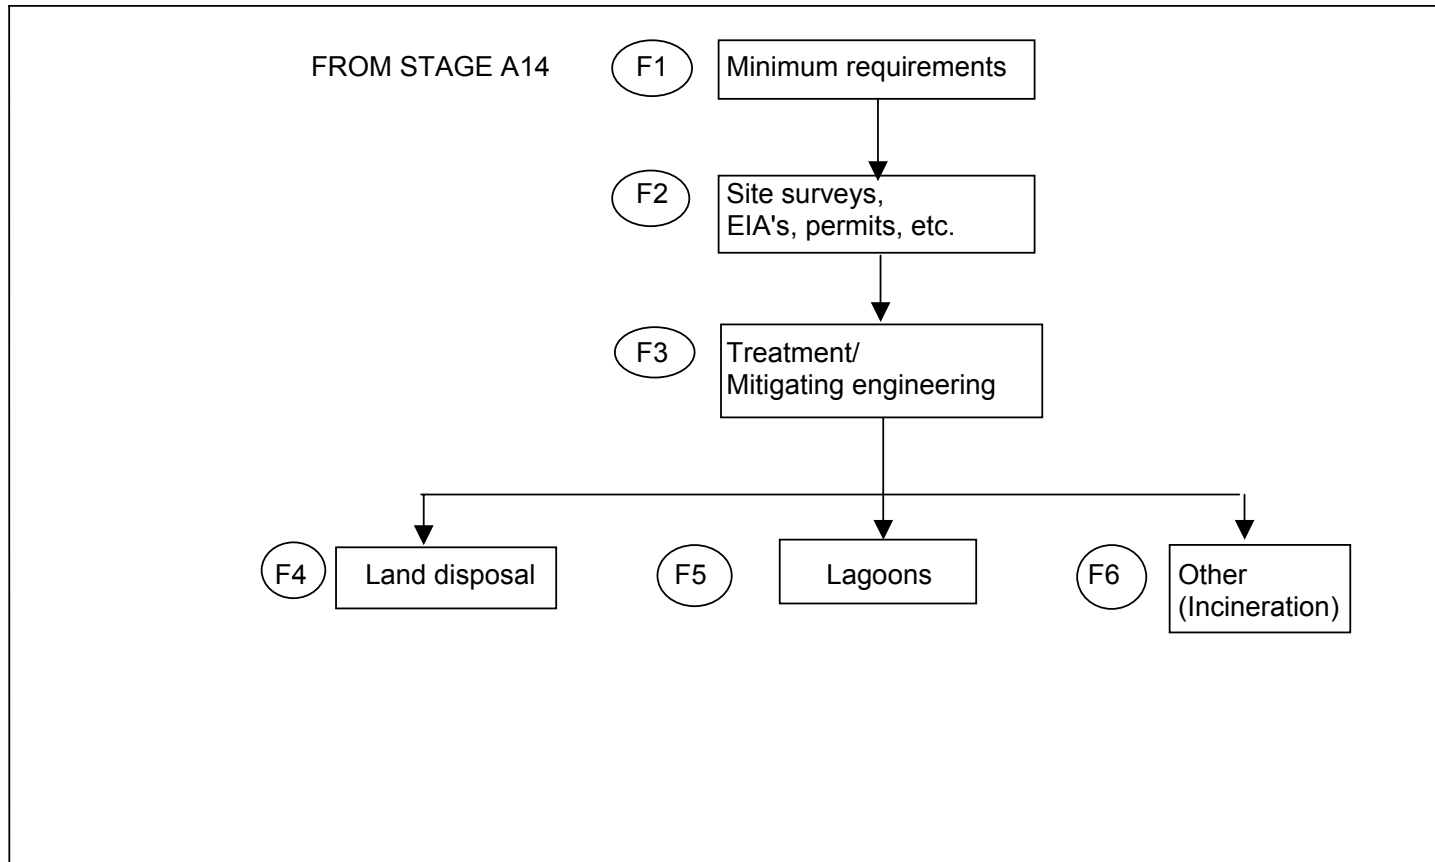 FROM STAGE A14
F1
Minimum requirements
F2
Site surveys,
EIA's, permits, etc.
F3
Treatment/
Mitigating engineering
F4
Land disposal
F5
Lagoons
F6
Other
(Incineration)